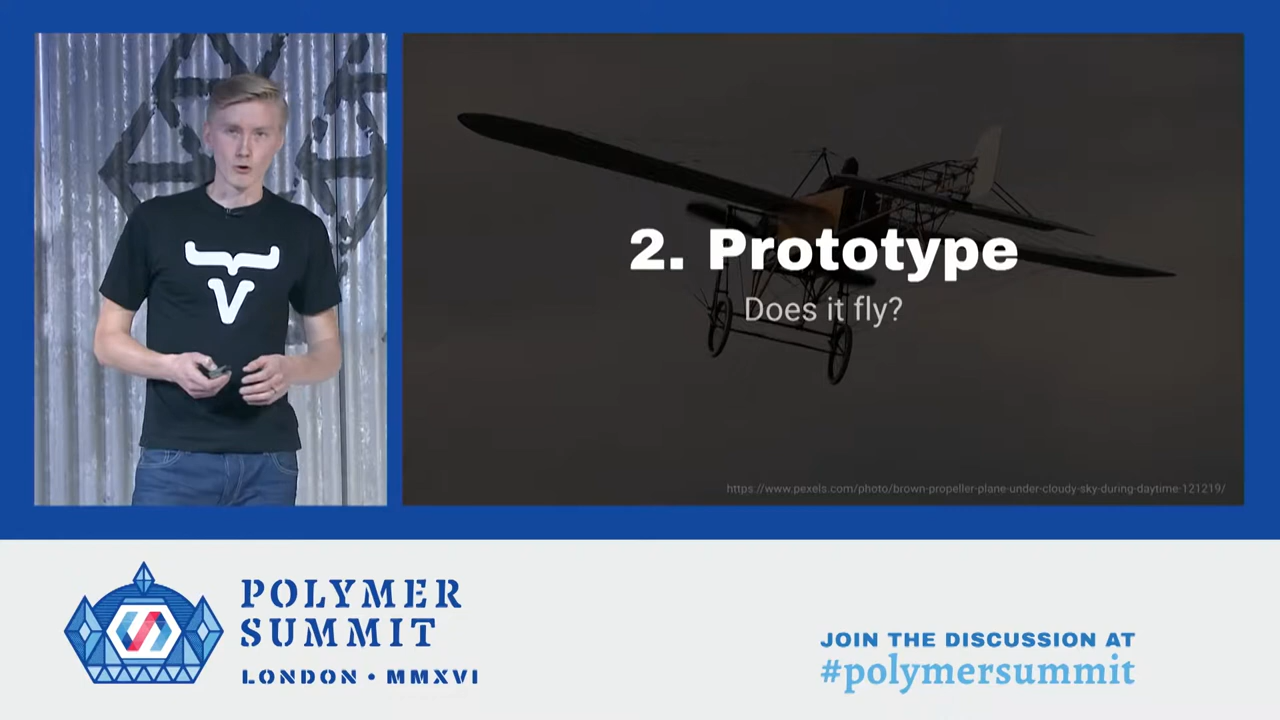 2. Prototype
Does it fly?
https://www.pexels.com/photo/brown-propeller-plane-under-cloudy-sky-during-daytime-121219/
POLYMER
SUMMIT
LONDON • MMXVI
JOIN THE DISCUSSION AT
#polymersummit